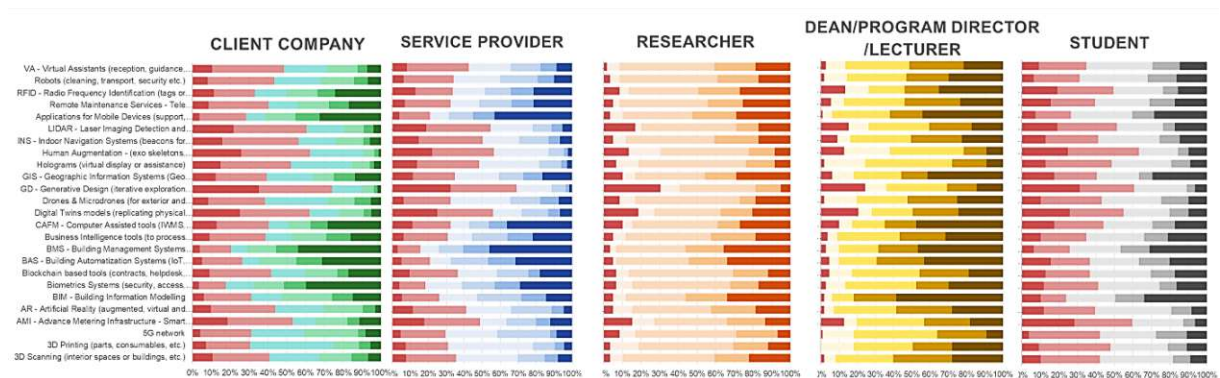 CLIENT COMPANY
SERVICE PROVIDER
RESEARCHER
DEAN/PROGRAM DIRECTOR
/LECTURER
STUDENT
VA - Virtual Assistants (reception, guidance...
Robots (cleaning, transport, security etc.)
RFID - Radio Frequency Identification (tags or...
Remote Maintenance Services - Tele...
Applications for Mobile Devices (support,...
LIDAR - Laser Imaging Detection and...
INS - Indoor Navigation Systems (beacons for...
Human Augmentation - (exo skeletons,...
Holograms (virtual display or assistance)
GIS - Geographic Information Systems (Geo...
GD - Generative Design (iterative exploration...
Drones & Microdrones (for exterior and...
Digital Twins models (replicating physical...
CAFM - Computer Assisted tools (IWMS...
Business Intelligence tools (to process...
BMS - Building Management Systems
BAS - Building Automatization Systems (IoT,...
Blockchain based tools (contracts, helpdesk...
Biometrics Systems (security, access...
BIM - Building Information Modelling
AR - Artificial Reality (augmented, virtual and...
AMI - Advance Metering Infrastructure - Smart...
5G network
3D Printing (parts, consumables, etc.)
3D Scanning (interior spaces or buildings, etc.)
0% 10% 20% 30% 40% 50% 60% 70% 80% 90% 100%
0% 10% 20% 30% 40% 50% 60% 70% 80% 90% 100%
0% 10% 20% 30% 40% 50% 60% 70% 80% 90% 100%
0% 10% 20% 30% 40% 50% 60% 70% 80% 90% 100%
0% 10% 20% 30% 40% 50% 60% 70% 80% 90% 100%